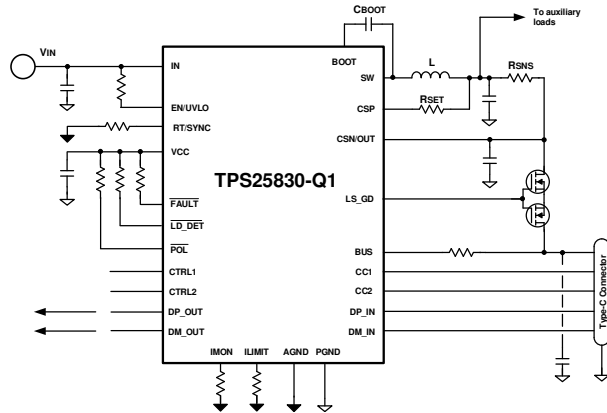 CBOOT
To auxiliary
loads
VIN
BOOT
IN
SW
L
RSNS
EN/UVLO
CSP
RSET
RT/SYNC
CSN/OUT
VCC
TPS25830-Q1
FAULT
LS_GD
LD_DET
POL
BUS
CTRL1
CC1
CTRL2
CC2
DP_OUT
DP_IN
DM_OUT
DM_IN
Type-C Connector
IMON
ILIMIT
AGND
PGND